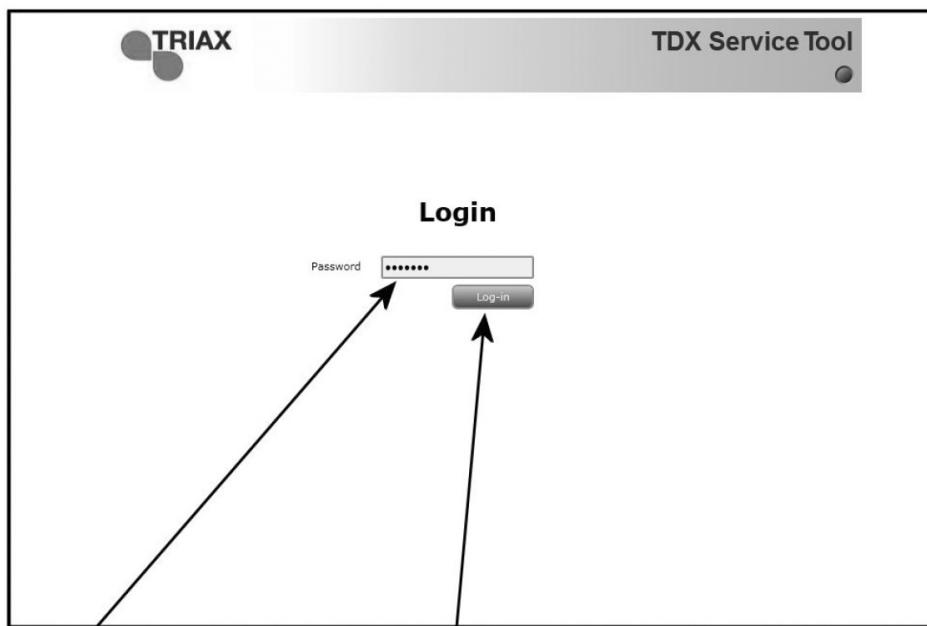 TRIAX
TDX Service Tool
Login
Password •••••••
Log-in